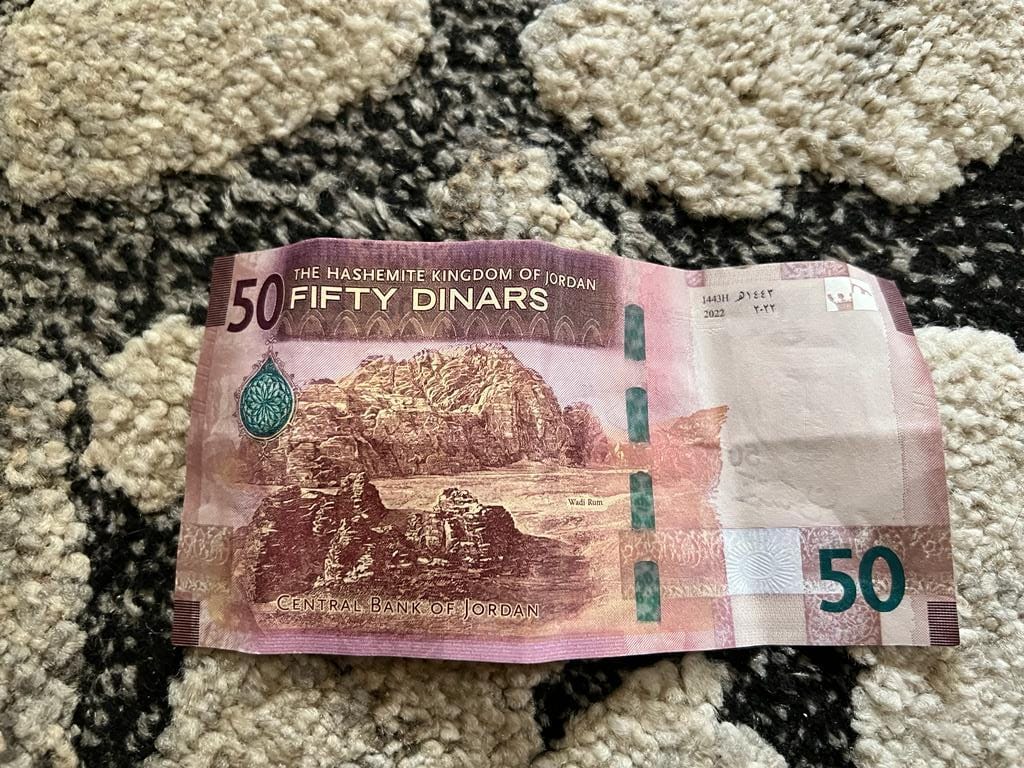 50
THE HASHEMITE KINGDOM OF JORDAN
FIFTY DINARS
1443H ١٤٤٣هـ
2022 ٢٠٢٢
Wadi Rum
CENTRAL BANK OF JORDAN
50